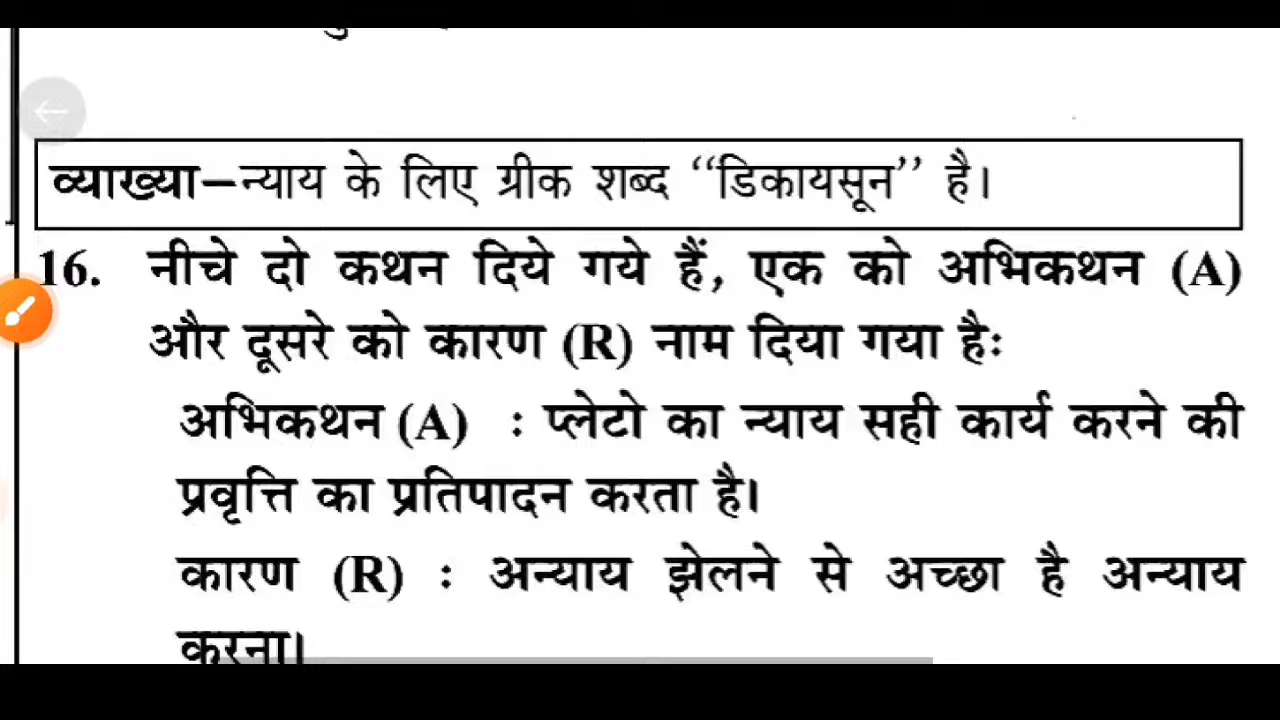 व्याख्या–न्याय के लिए ग्रीक शब्द “डिकायसून” है।
16. नीचे दो कथन दिये गये हैं, एक को अभिकथन (A)
और दूसरे को कारण (R) नाम दिया गया हैः
अभिकथन (A) : प्लेटो का न्याय सही कार्य करने की
प्रवृत्ति का प्रतिपादन करता है।
कारण (R) : अन्याय झेलने से अच्छा है अन्याय
करना।